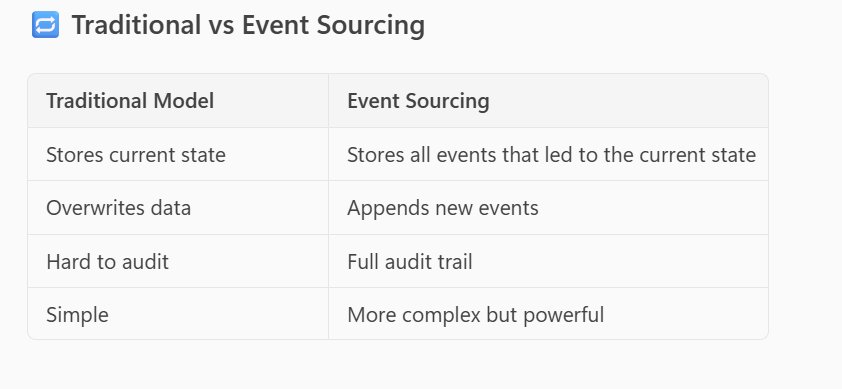 Traditional vs Event Sourcing
Traditional Model Event Sourcing
Stores current state Stores all events that led to the current state
Overwrites data Appends new events
Hard to audit Full audit trail
Simple More complex but powerful